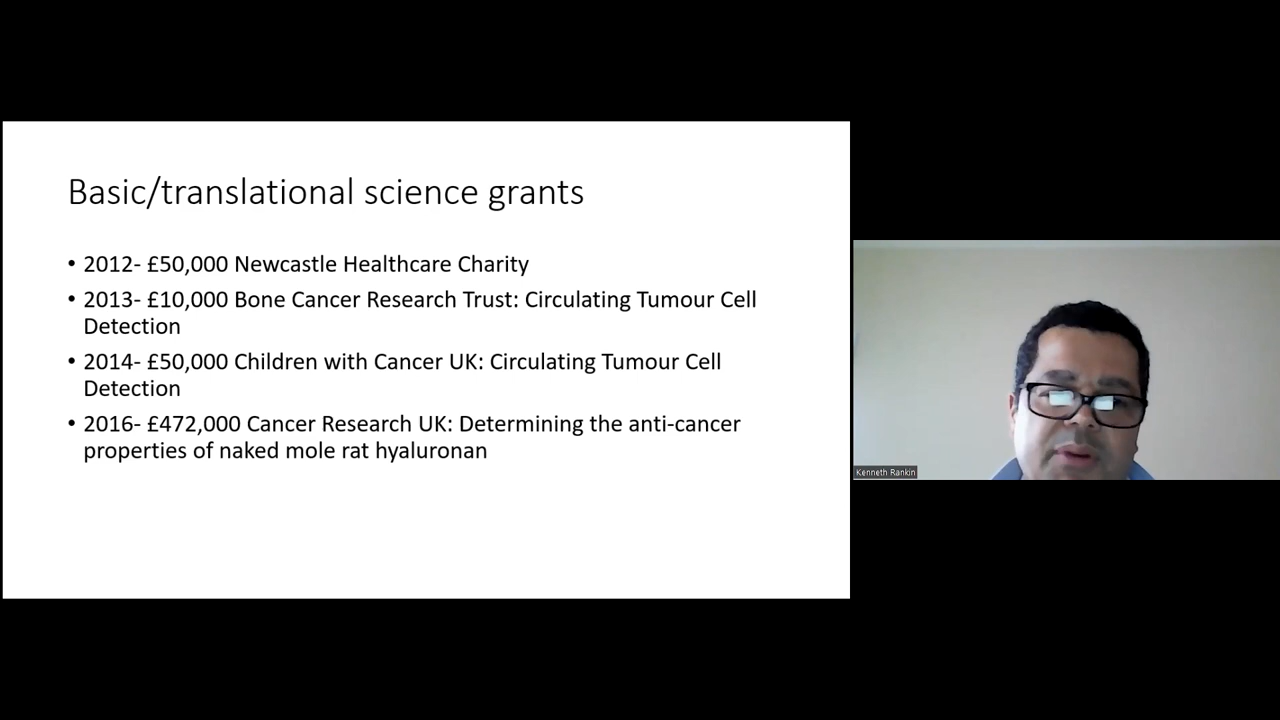 Basic/translational science grants
• 2012- £50,000 Newcastle Healthcare Charity
• 2013- £10,000 Bone Cancer Research Trust: Circulating Tumour Cell
Detection
• 2014- £50,000 Children with Cancer UK: Circulating Tumour Cell
Detection
• 2016- £472,000 Cancer Research UK: Determining the anti-cancer
properties of naked mole rat hyaluronan
Kenneth Rankin